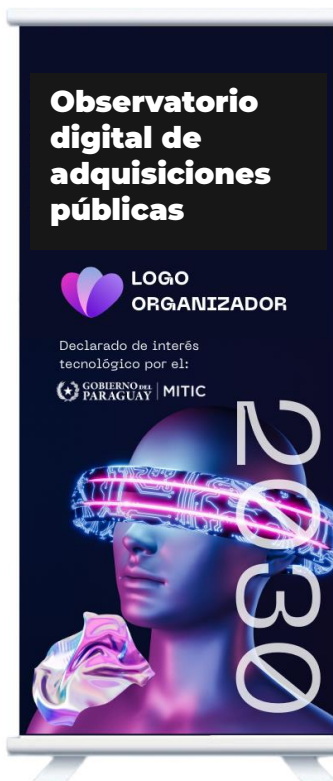 Observatorio
digital de
adquisiciones
públicas
LOGO
ORGANIZADOR
Declarado de interés
tecnológico por el:
GOBIERNO DEL
PARAGUAY | MITIC
2030